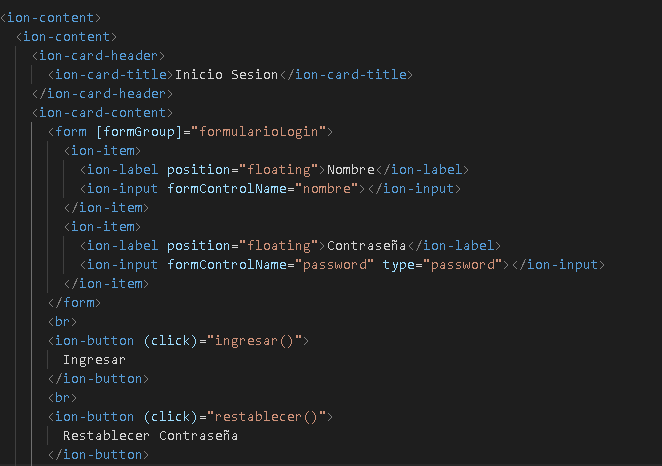 <ion-content>
<ion-content>
<ion-card-header>
<ion-card-title>Inicio Sesion</ion-card-title>
</ion-card-header>
<ion-card-content>
<form [formGroup]="formularioLogin">
<ion-item>
<ion-label position="floating">Nombre</ion-label>
<ion-input formControlName="nombre"></ion-input>
</ion-item>
<ion-item>
<ion-label position="floating">Contraseña</ion-label>
<ion-input formControlName="password" type="password"></ion-input>
</ion-item>
</form>
<br>
<ion-button (click)="ingresar()">
Ingresar
</ion-button>
<br>
<ion-button (click)="restablecer()">
Restablecer Contraseña
</ion-button>